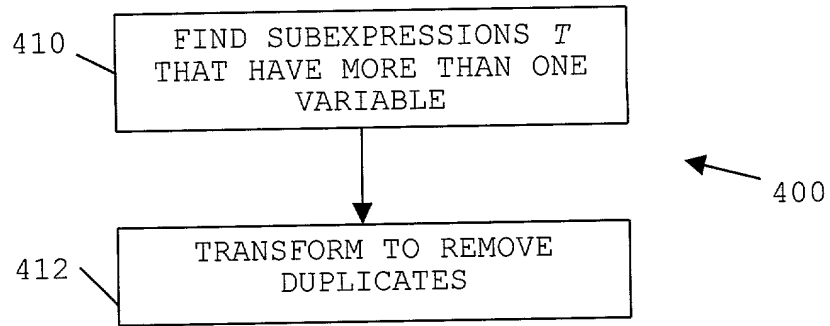 410
FIND SUBEXPRESSIONS T
THAT HAVE MORE THAN ONE
VARIABLE
400
412
TRANSFORM TO REMOVE
DUPLICATES